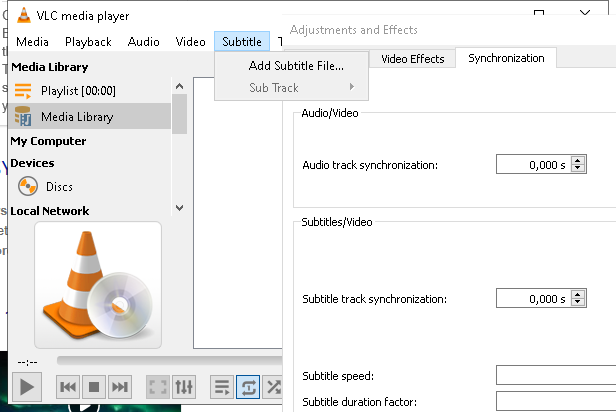 VLC media player
Adjustments and Effects
Media Playback Audio Video Subtitle
Add Subtitle File...
Sub Track
Video Effects Synchronization
Media Library
Playlist [00:00]
Media Library
My Computer
Devices
Discs
Local Network
Audio/Video
Audio track synchronization: 0,000 s
Subtitles/Video
Subtitle track synchronization: 0,000 s
Subtitle speed:
Subtitle duration factor:
--:--